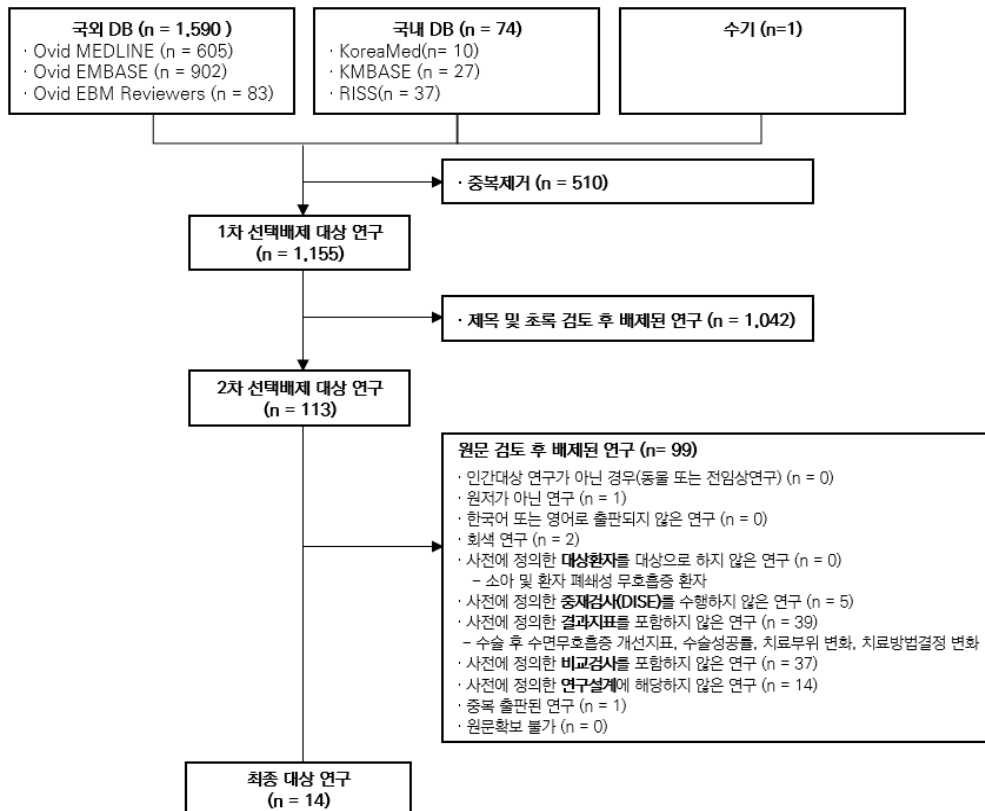 국외 DB (n = 1,590 )
· Ovid MEDLINE (n = 605)
· Ovid EMBASE (n = 902)
· Ovid EBM Reviewers (n = 83)
국내 DB (n = 74)
· KoreaMed(n= 10)
· KMBASE (n = 27)
· RISS(n = 37)
수기 (n=1)
· 중복제거 (n = 510)
1차 선택배제 대상 연구
(n = 1,155)
· 제목 및 초록 검토 후 배제된 연구 (n = 1,042)
2차 선택배제 대상 연구
(n = 113)
원문 검토 후 배제된 연구 (n= 99)
· 인간대상 연구가 아닌 경우(동물 또는 전임상연구) (n = 0)
· 원저가 아닌 연구 (n = 1)
· 한국어 또는 영어로 출판되지 않은 연구 (n = 0)
· 회색 연구 (n = 2)
· 사전에 정의한 대상환자를 대상으로 하지 않은 연구 (n = 0)
– 소아 및 환자 폐쇄성 무호흡증 환자
· 사전에 정의한 중재검사(DISE)를 수행하지 않은 연구 (n = 5)
· 사전에 정의한 결과지표를 포함하지 않은 연구 (n = 39)
– 수술 후 수면무호흡증 개선지표, 수술성공률, 치료부위 변화, 치료방법결정 변화
· 사전에 정의한 비교검사를 포함하지 않은 연구 (n = 37)
· 사전에 정의한 연구설계에 해당하지 않은 연구 (n = 14)
· 중복 출판된 연구 (n = 1)
· 원문확보 불가 (n = 0)
최종 대상 연구
(n = 14)